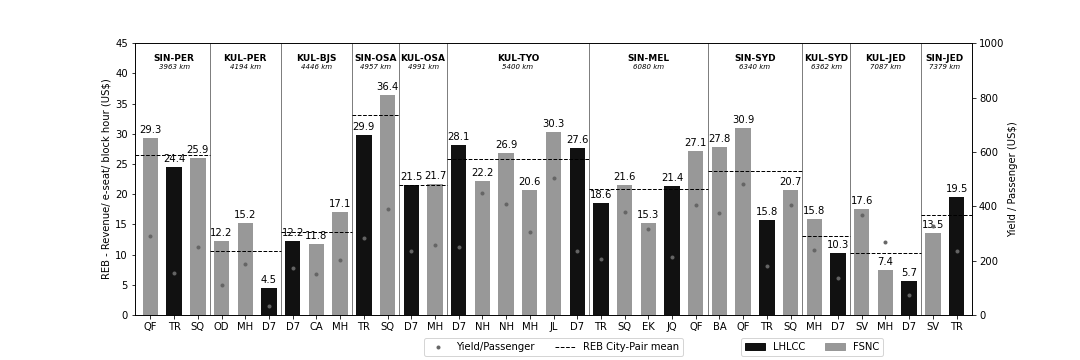 SIN-PER KUL-PER KUL-BJS SIN-OSA KUL-OSA KUL-TYO SIN-MEL SIN-SYD KUL-SYD KUL-JED SIN-JED
3963 km 4194 km 4446 km 4957 km 4991 km 5400 km 6080 km 6340 km 6362 km 7087 km 7379 km
REB - Revenue/ e-seat/ block hour (US$)
45
40
35
30
25
20
15
10
5
0
29.3 24.4 25.9 12.2 15.2 4.5 12.2 11.8 17.1 29.9 36.4 21.5 21.7 28.1 22.2 26.9 20.6 30.3 27.6 18.6 21.6 15.3 21.4 27.1 27.8 30.9 15.8 20.7 15.8 10.3 17.6 7.4 5.7 13.5 19.5
1000
800
600
400
200
0
Yield / Passenger (US$)
QF TR SQ OD MH D7 D7 CA MH TR SQ D7 MH D7 NH NH MH JL D7 TR SQ EK JQ QF BA QF TR SQ MH D7 SV MH D7 SV TR
Yield/Passenger REB City-Pair mean LHLCC FSNC